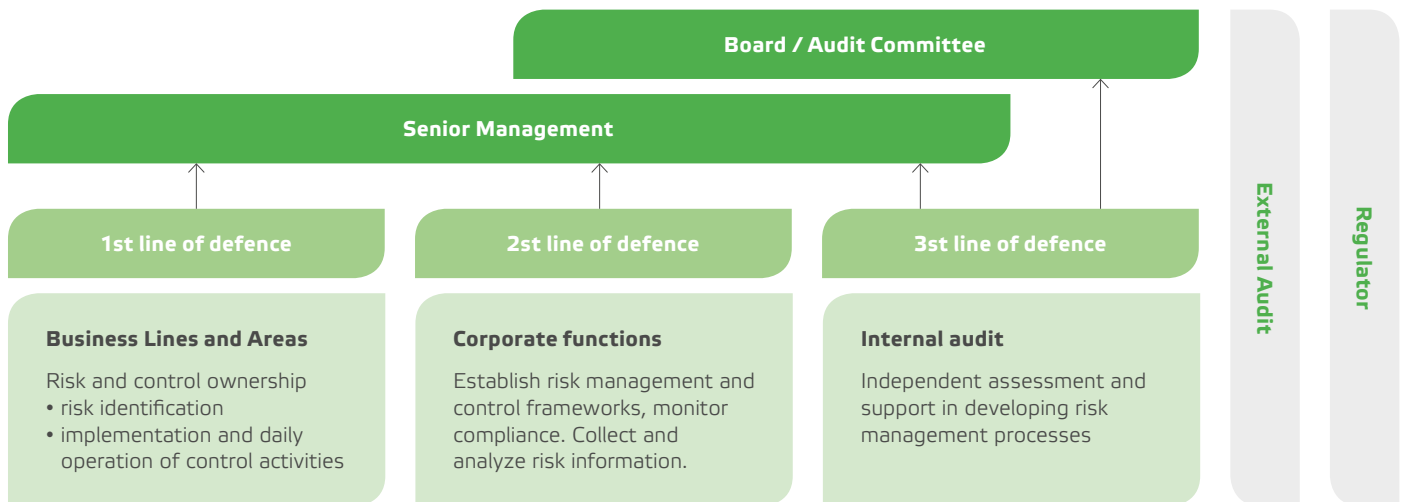 Board / Audit Committee
Senior Management
1st line of defence
2st line of defence
3st line of defence
Business Lines and Areas
Risk and control ownership
• risk identification
• implementation and daily
operation of control activities
Corporate functions
Establish risk management and
control frameworks, monitor
compliance. Collect and
analyze risk information.
Internal audit
Independent assessment and
support in developing risk
management processes
External Audit
Regulator